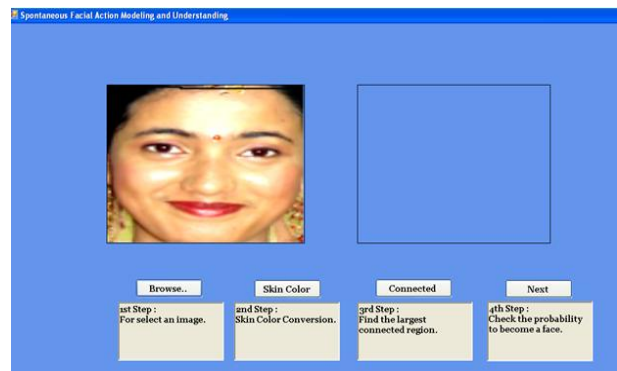 Spontaneous Facial Action Modeling and Understanding
Browse..
Skin Color
Connected
Next
1st Step :
For select an image.
2nd Step :
Skin Color Conversion.
3rd Step :
Find the largest
connected region.
4th Step :
Check the probability
to become a face.